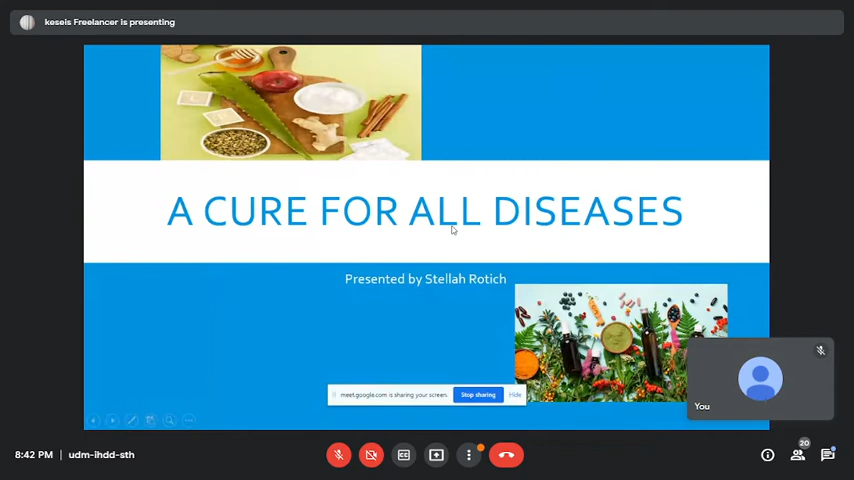 keseis Freelancer is presenting
A CURE FOR ALL DISEASES
Presented by Stellah Rotich
meet.google.com is sharing your screen.
Stop sharing
Hide
You
20
8:42 PM | udm-ihdd-sth
CC